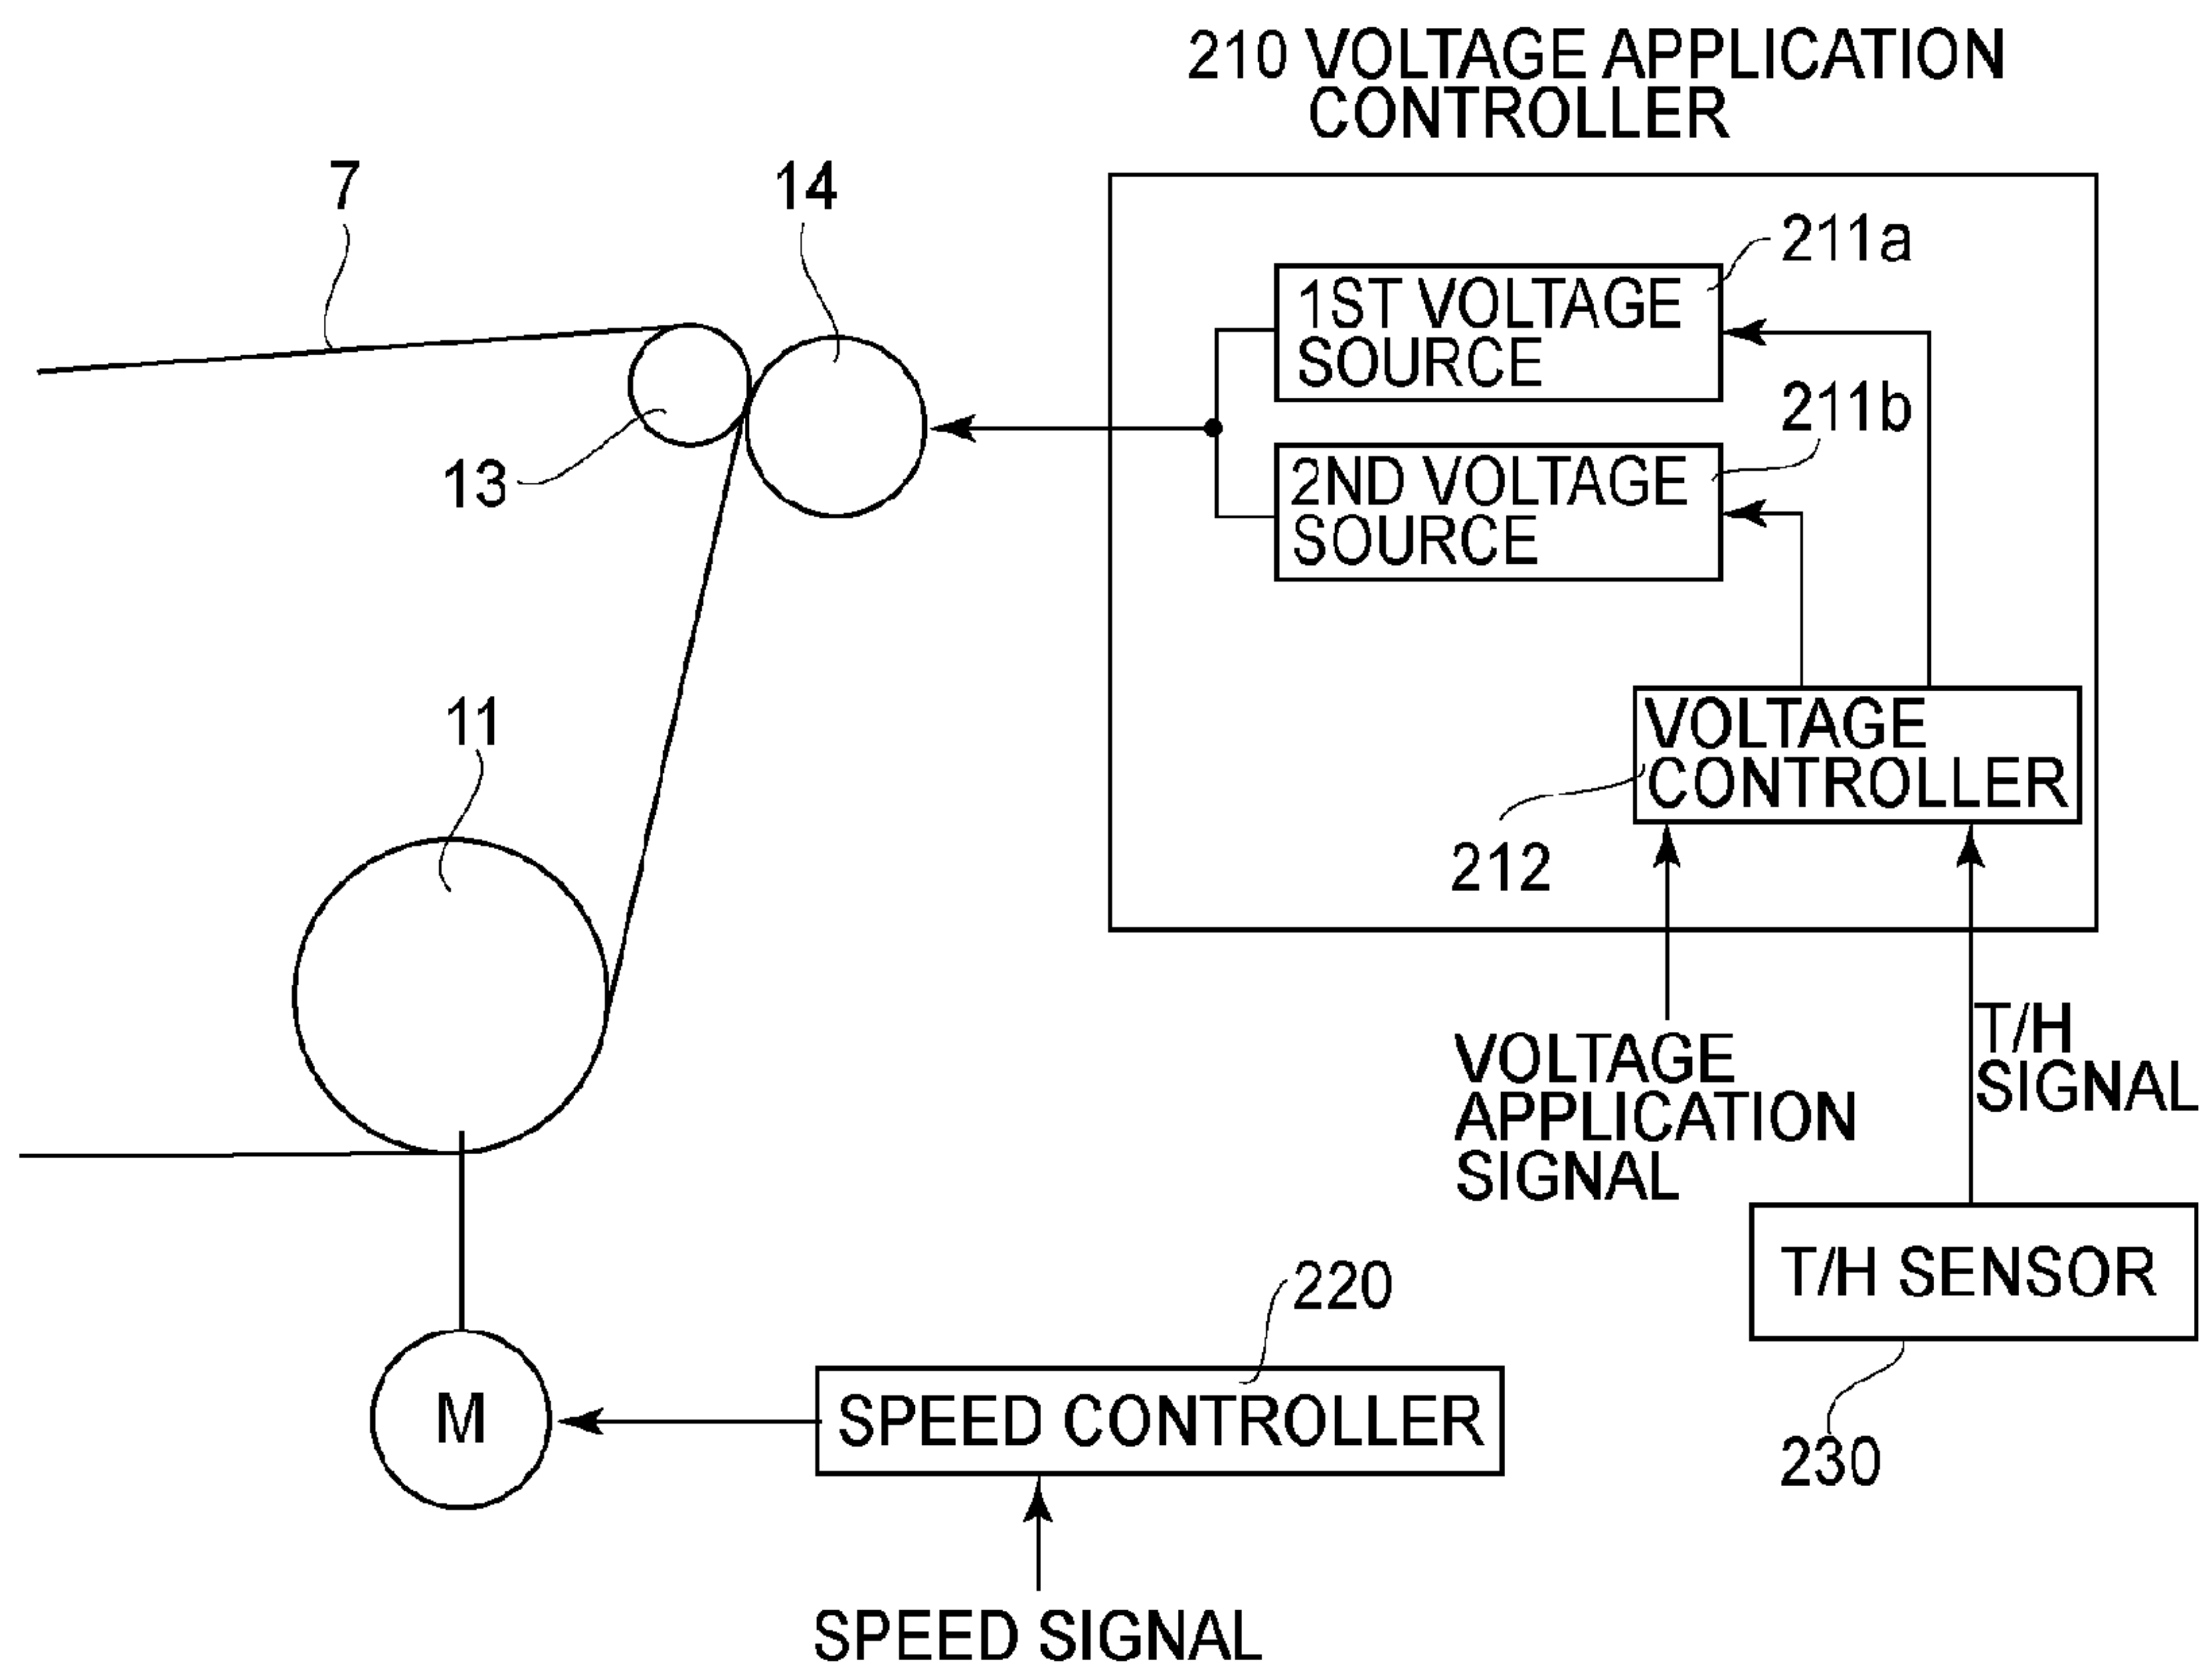 210 VOLTAGE APPLICATION
CONTROLLER
7
14
211a
1ST VOLTAGE
SOURCE
211b
2ND VOLTAGE
SOURCE
13
11
VOLTAGE
CONTROLLER
212
T/H
SIGNAL
VOLTAGE
APPLICATION
SIGNAL
T/H SENSOR
220
SPEED CONTROLLER
M
230
SPEED SIGNAL